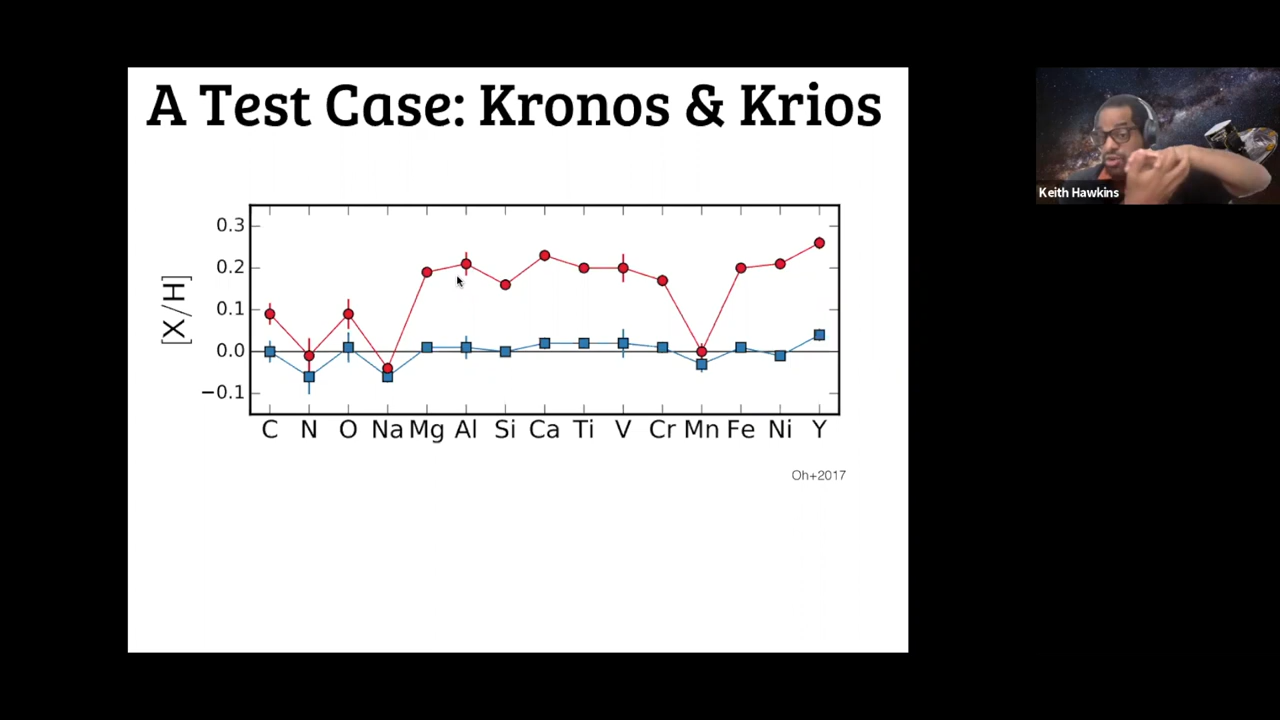 A Test Case: Kronos & Krios
Keith Hawkins
0.3
0.2
0.1
0.0
−0.1
[X/H]
C N O Na Mg Al Si Ca Ti V Cr Mn Fe Ni Y
Oh+2017